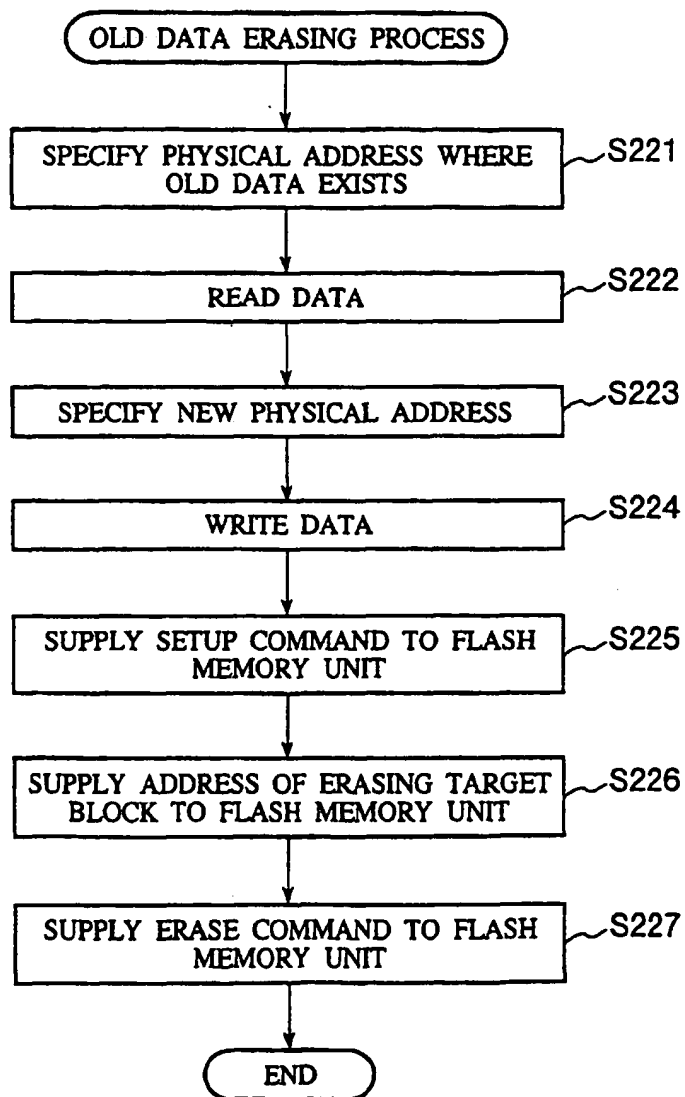 OLD DATA ERASING PROCESS
SPECIFY PHYSICAL ADDRESS WHERE
OLD DATA EXISTS
S221
READ DATA
S222
SPECIFY NEW PHYSICAL ADDRESS
S223
WRITE DATA
S224
SUPPLY SETUP COMMAND TO FLASH
MEMORY UNIT
S225
SUPPLY ADDRESS OF ERASING TARGET
BLOCK TO FLASH MEMORY UNIT
S226
SUPPLY ERASE COMMAND TO FLASH
MEMORY UNIT
S227
END